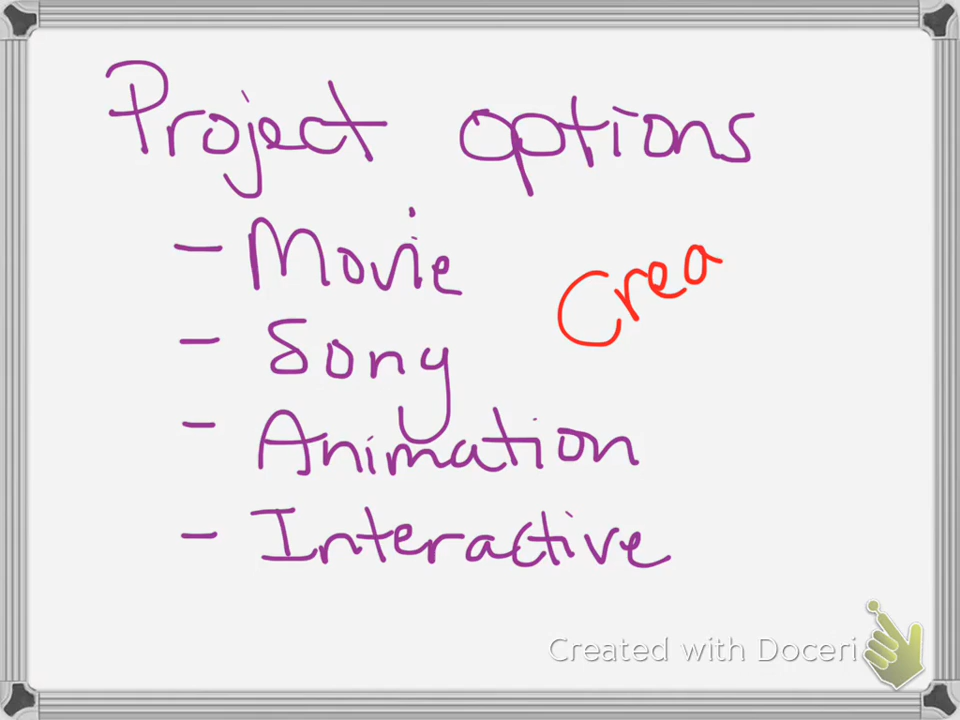 Project options
- Movie
Crea
- Song
- Animation
- Interactive
Created with Doceri